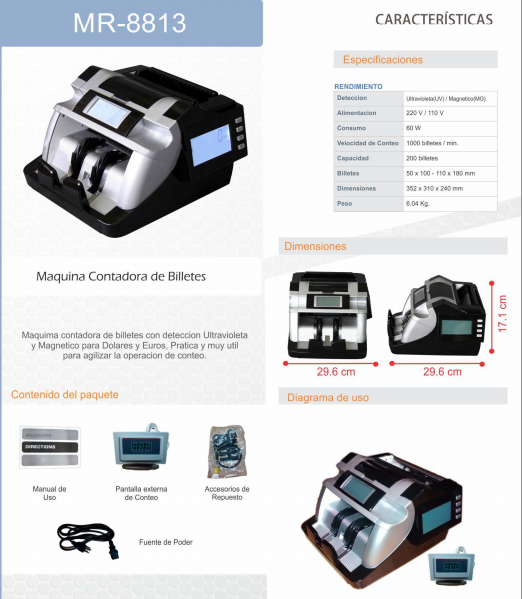 MR-8813
Maquina Contadora de Billetes
Maquima contadora de billetes con deteccion Ultravioleta
y Magnetico para Dolares y Euros, Pratica y muy util
para agilizar la operacion de conteo.
Contenido del paquete
DIRECTIONS
Manual de
Uso
Pantalla externa
de Conteo
Accesorios de
Repuesto
Fuente de Poder
CARACTERÍSTICAS
Especificaciones
RENDIMIENTO
Deteccion Ultravioleta(UV) / Magnetico(MG)
Alimentacion 220 V / 110 V
Consumo 60 W
Velocidad de Conteo 1000 billetes / min.
Capacidad 200 billetes
Billetes 50 x 100 - 110 x 180 mm
Dimensiones 352 x 310 x 240 mm
Peso 6.04 Kg.
Dimensiones
29.6 cm
29.6 cm
17.1 cm
Diagrama de uso